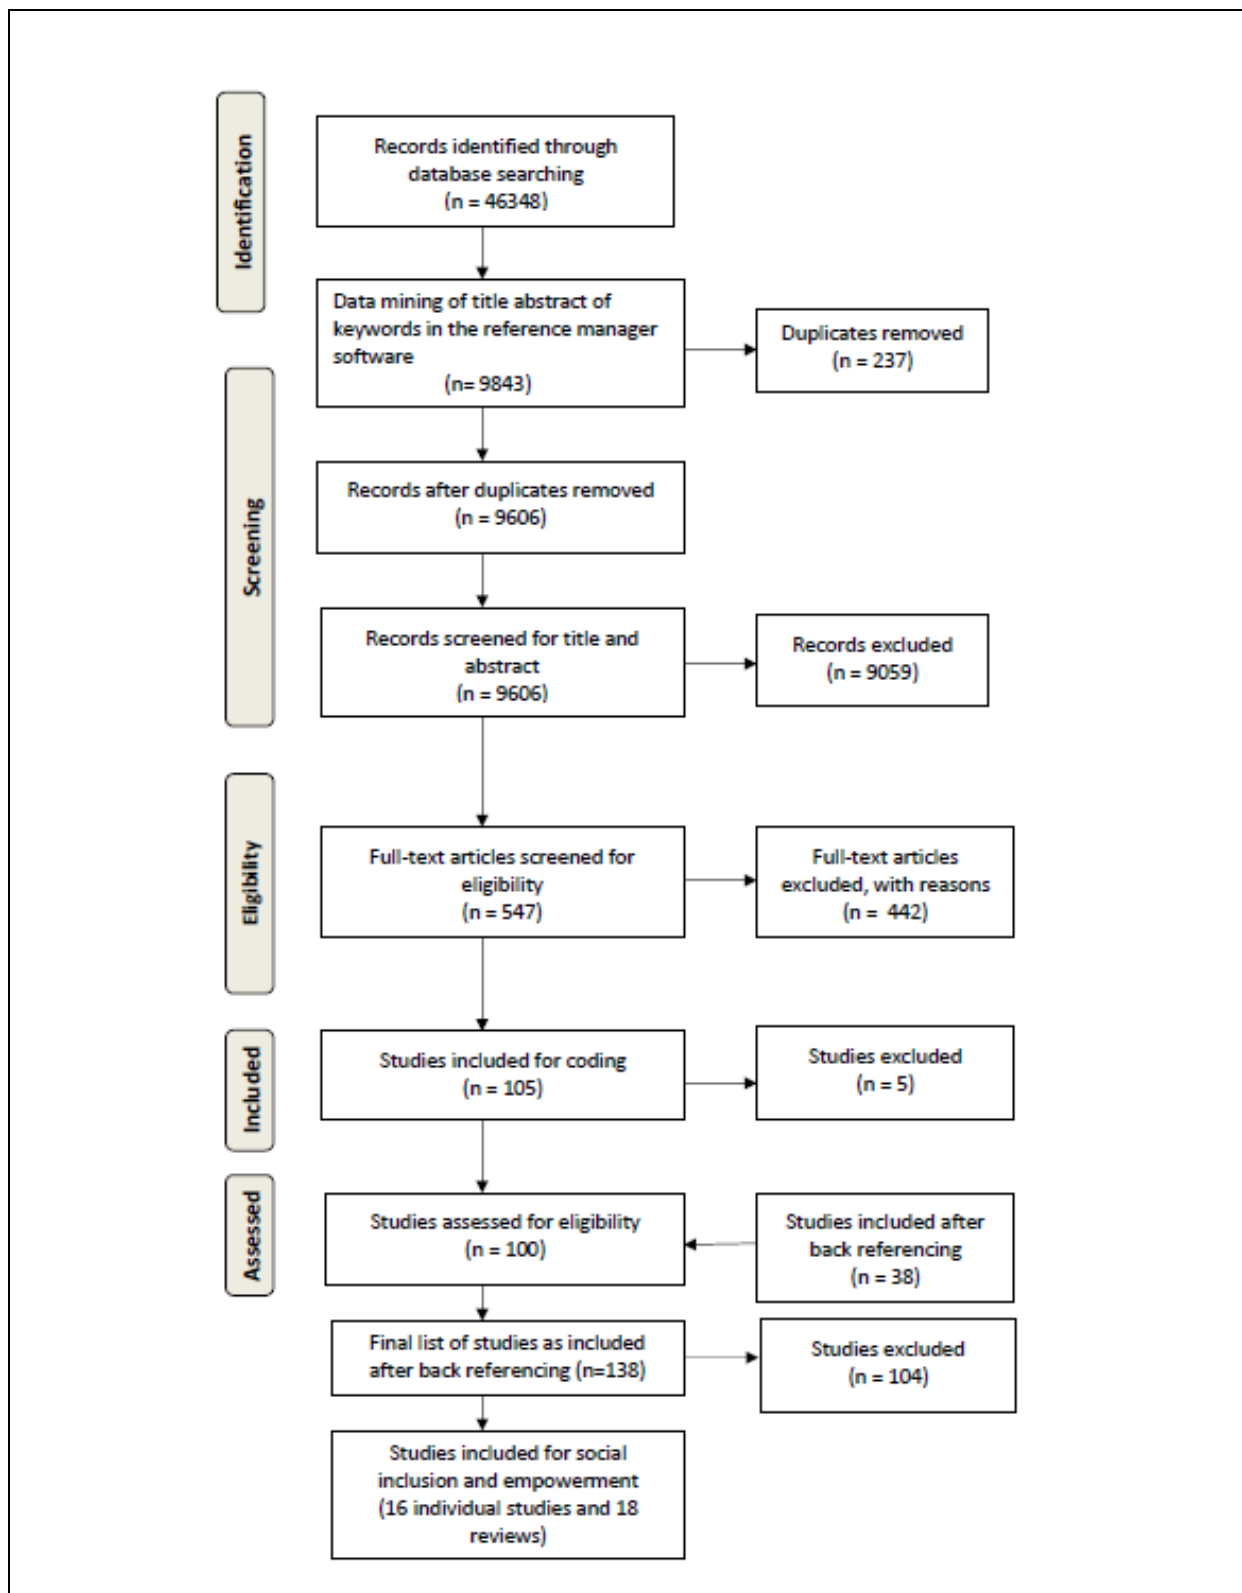 Identification
Records identified through
database searching
(n = 46348)
Data mining of title abstract of
keywords in the reference manager
software
(n= 9843)
Duplicates removed
(n = 237)
Screening
Records after duplicates removed
(n = 9606)
Records screened for title and
abstract
(n = 9606)
Records excluded
(n = 9059)
Eligibility
Full-text articles screened for
eligibility
(n = 547)
Full-text articles
excluded, with reasons
(n = 442)
Included
Studies included for coding
(n = 105)
Studies excluded
(n = 5)
Assessed
Studies assessed for eligibility
(n = 100)
Studies included after
back referencing
(n = 38)
Final list of studies as included
after back referencing (n=138)
Studies excluded
(n = 104)
Studies included for social
inclusion and empowerment
(16 individual studies and 18
reviews)